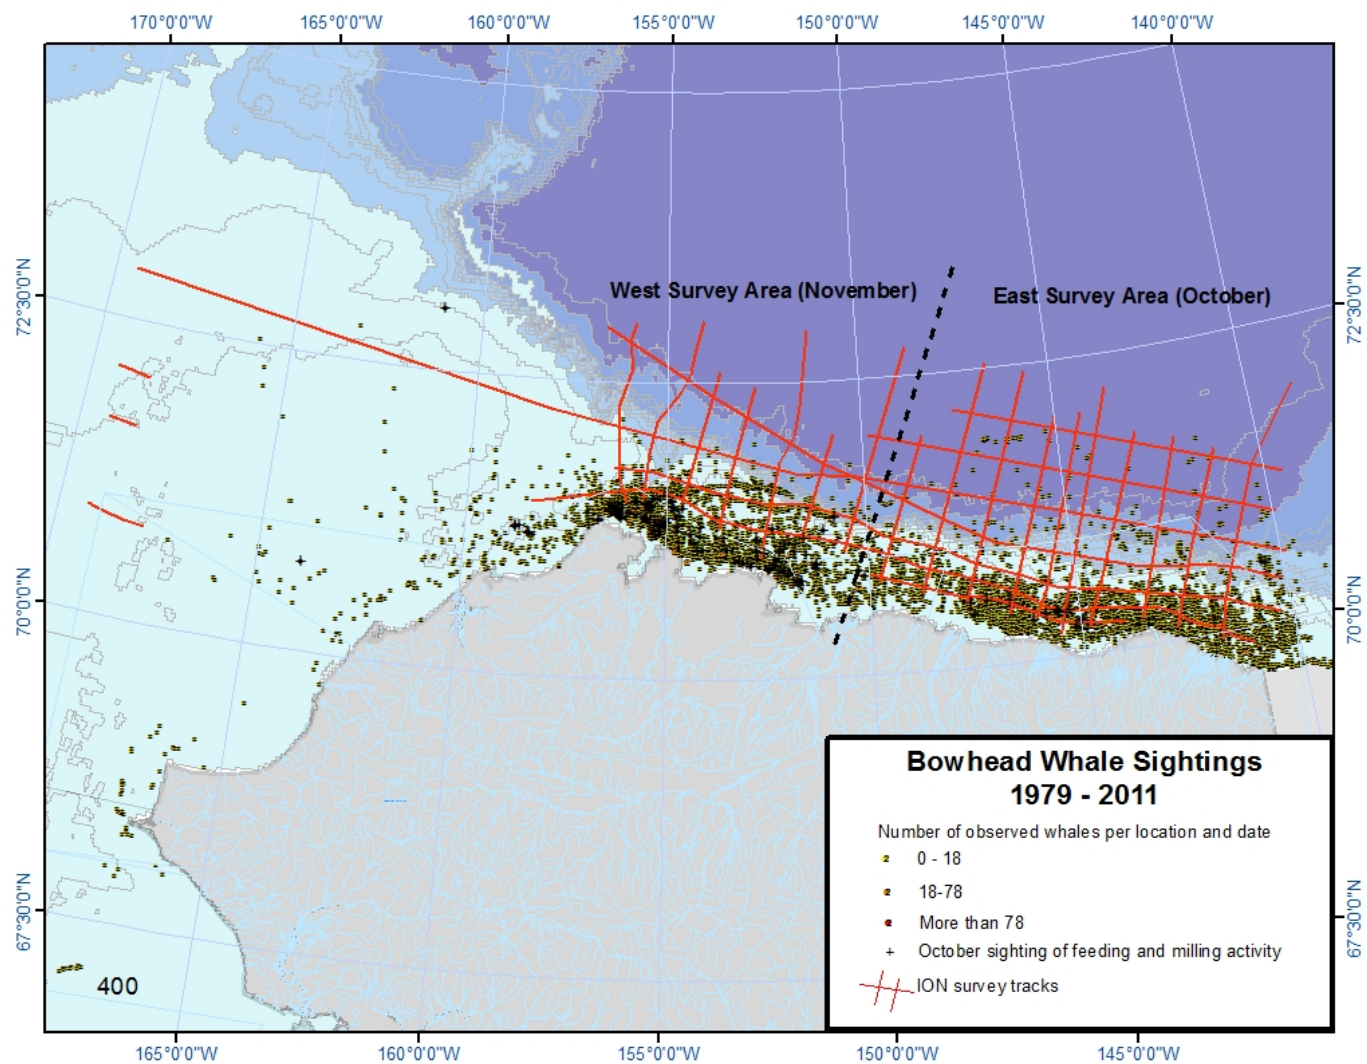 170°0'0"W 165°0'0"W 160°0'0"W 155°0'0"W 150°0'0"W 145°0'0"W 140°0'0"W
72°30'0"N
72°30'0"N
West Survey Area (November)
East Survey Area (October)
70°0'0"N
70°0'0"N
67°30'0"N
67°30'0"N
400
Bowhead Whale Sightings
1979 - 2011
Number of observed whales per location and date
2 0 - 18
2 18-78
2 More than 78
+ October sighting of feeding and milling activity
ION survey tracks
165°0'0"W 160°0'0"W 155°0'0"W 150°0'0"W 145°0'0"W